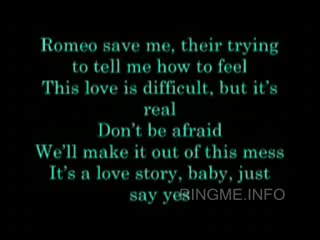 Romeo save me, their trying
to tell me how to feel
This love is difficult, but it's
real
Don't be afraid
We'll make it out of this mess
It's a love story, baby, just
say yes
RINGME.INFO